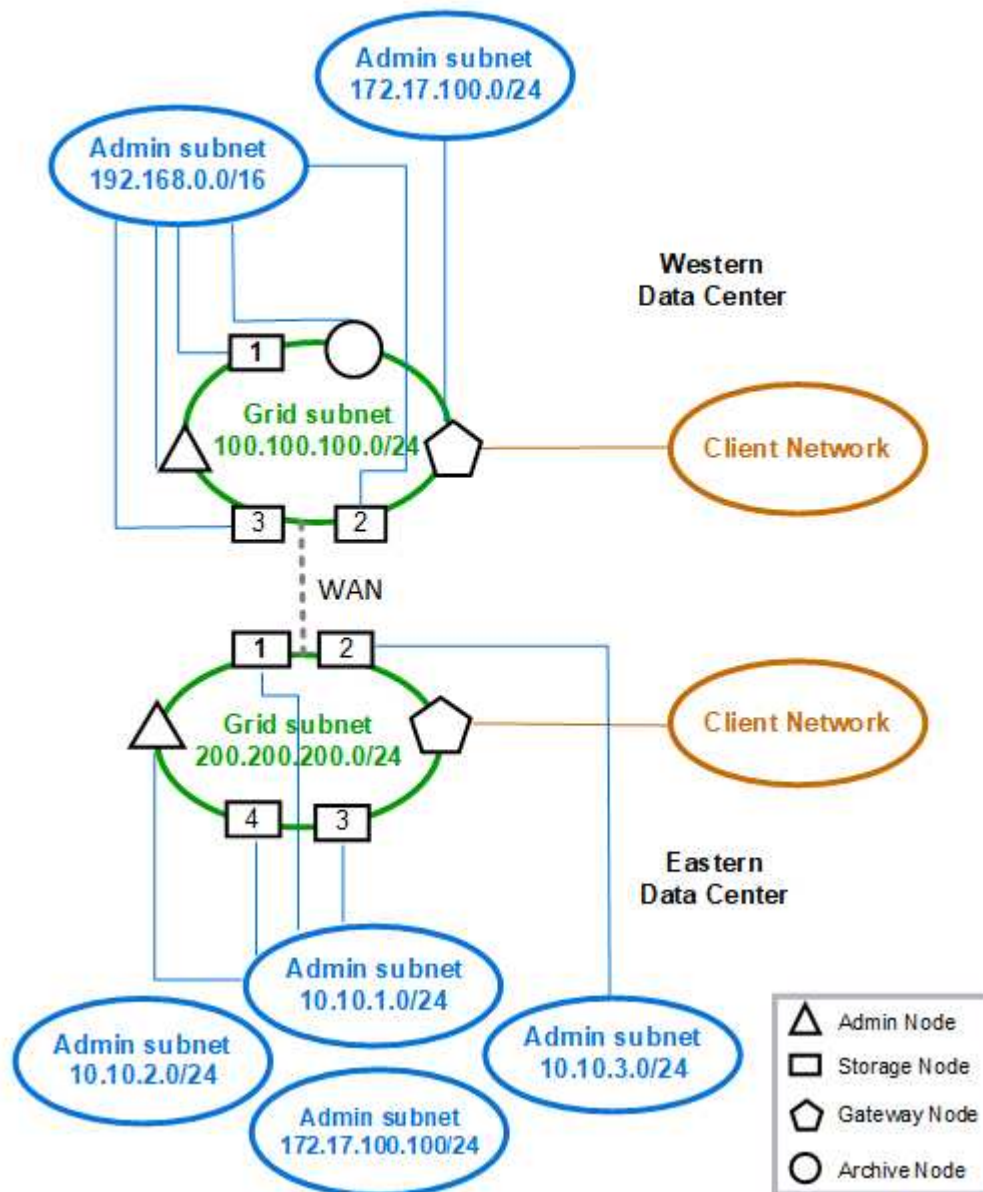 Admin subnet
172.17.100.0/24
Admin subnet
192.168.0.0/16
Western
Data Center
1
Grid subnet
100.100.100.0/24
Client Network
3
2
WAN
1
2
Grid subnet
200.200.200.0/24
Client Network
4
3
Eastern
Data Center
Admin subnet
10.10.1.0/24
Admin subnet
10.10.2.0/24
Admin subnet
10.10.3.0/24
Admin subnet
172.17.100.100/24
Admin Node
Storage Node
Gateway Node
Archive Node